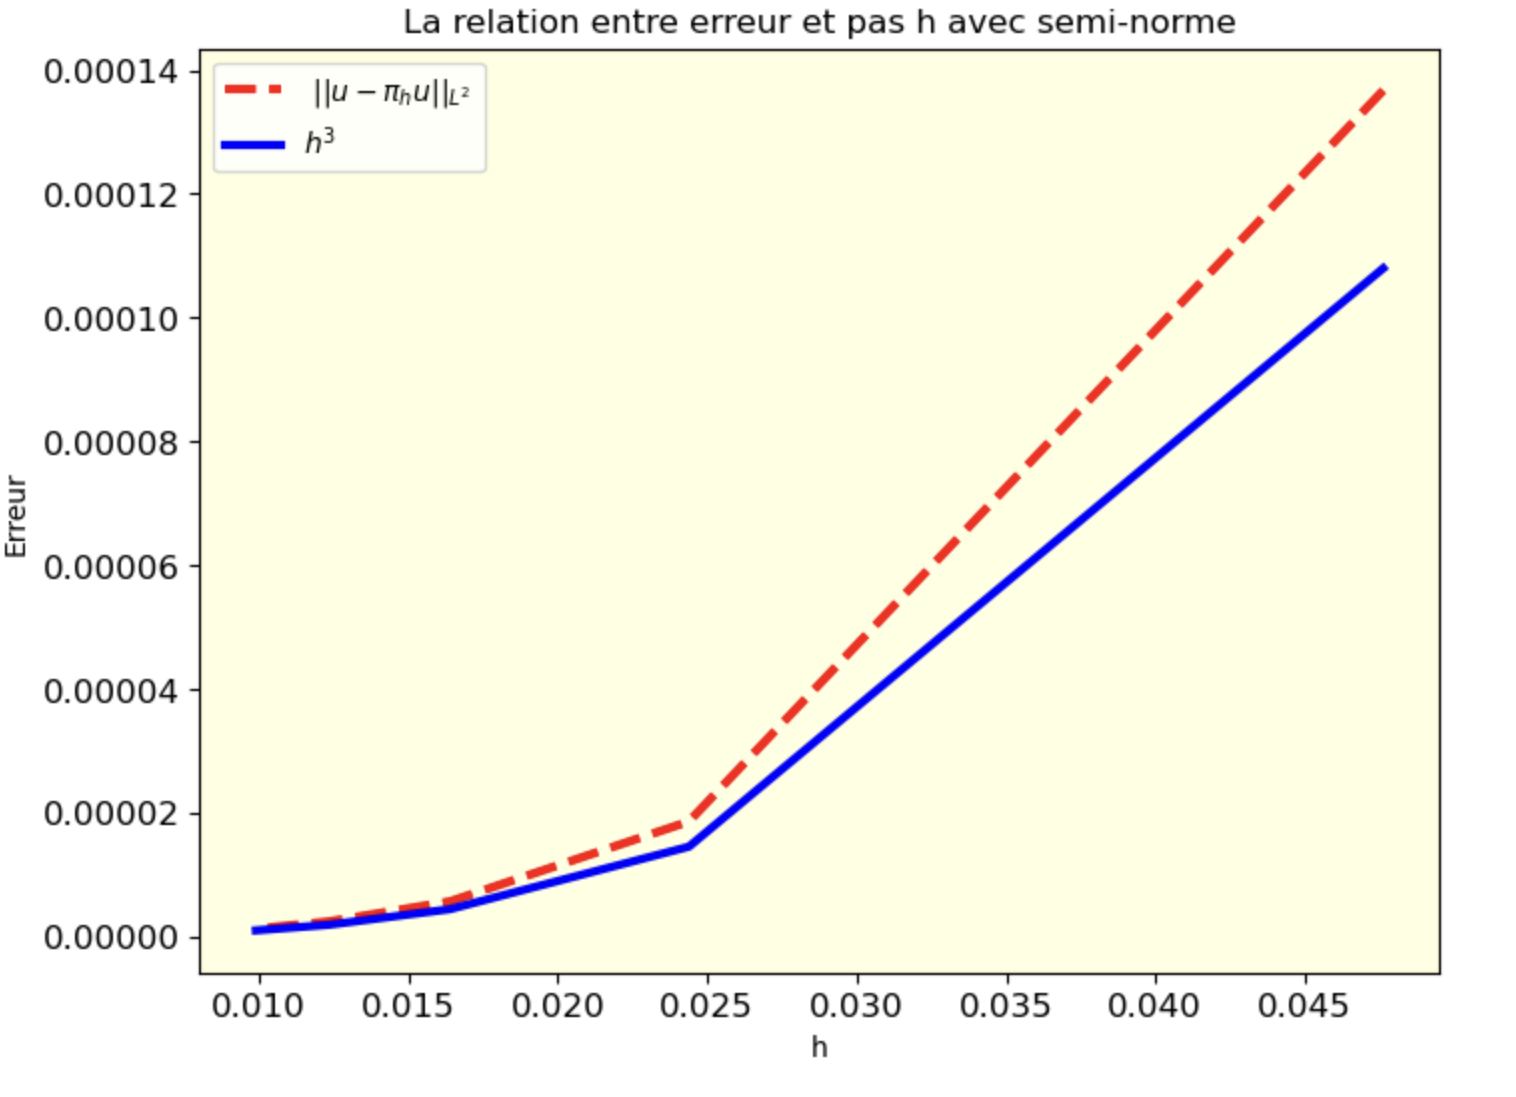 La relation entre erreur et pas h avec semi-norme
0.00014
0.00012
0.00010
0.00008
0.00006
0.00004
0.00002
0.00000
Erreur
||u − πₕu||_{L²}
h³
0.010 0.015 0.020 0.025 0.030 0.035 0.040 0.045
h